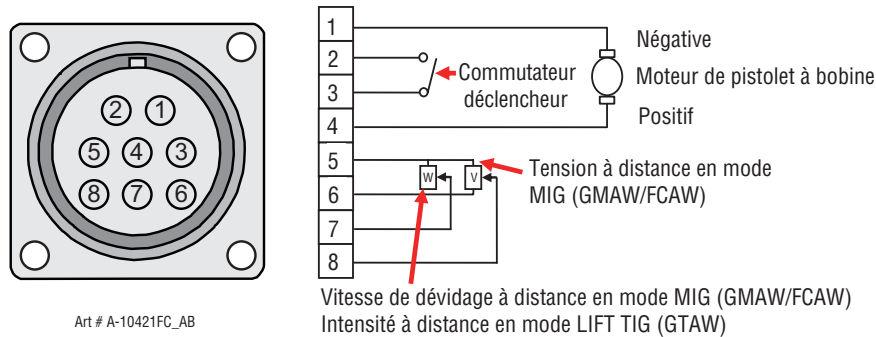 2 1
5 4 3
8 7 6
Art # A-10421FC_AB
1
2
3
4
5
6
7
8
Négative
Moteur de pistolet à bobine
Positif
Commutateur
déclencheur
W
V
Tension à distance en mode
MIG (GMAW/FCAW)
Vitesse de dévidage à distance en mode MIG (GMAW/FCAW)
Intensité à distance en mode LIFT TIG (GTAW)